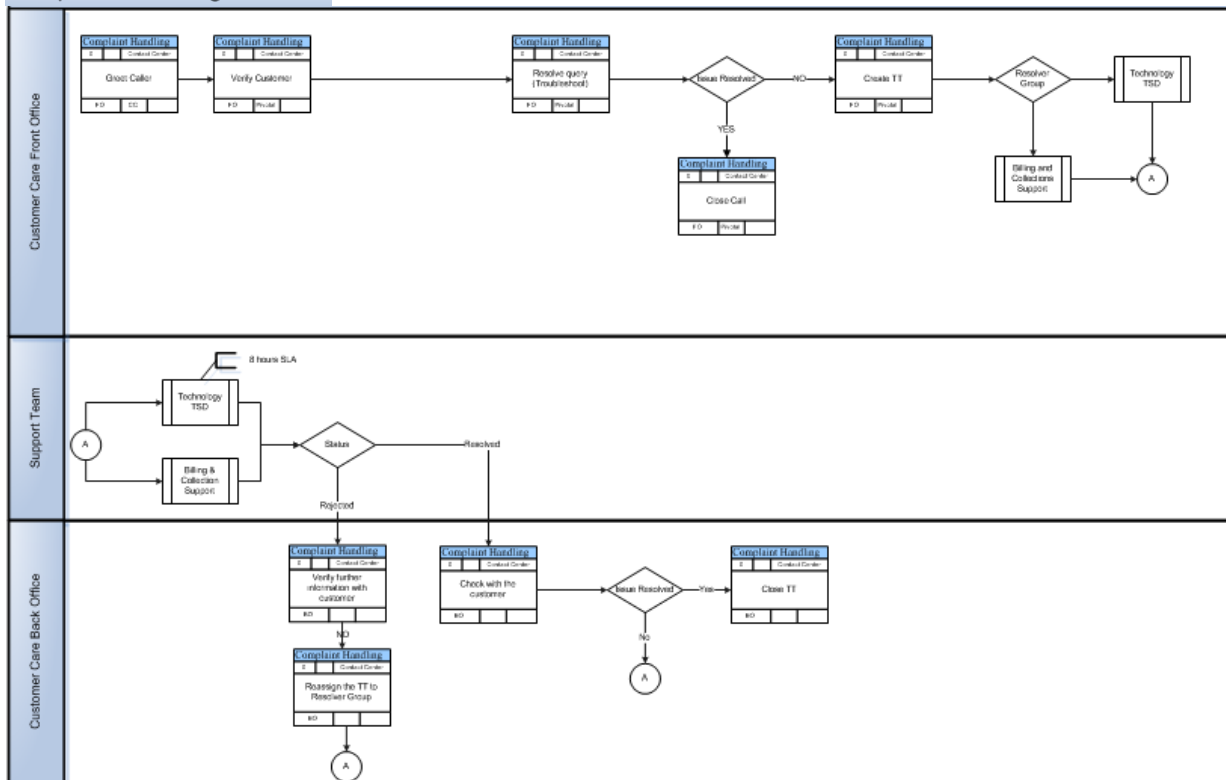 Customer Care Front Office
Complaint Handling
Contact Center
Greet Caller
Complaint Handling
Contact Center
Verify Customer
Pivotal
Complaint Handling
Contact Center
Resolve query
(Troubleshoot)
Pivotal
Issue Resolved
NO
YES
Complaint Handling
Contact Center
Close Call
Pivotal
Complaint Handling
Contact Center
Create TT
Pivotal
Resolver
Group
Technology
TSD
Billing and
Collections
Support
A
Support Team
A
8 hours SLA
Technology
TSD
Billing &
Collection
Support
Status
Resolved
Rejected
Customer Care Back Office
Complaint Handling
Contact Center
Verify further
information with
customer
BO
NO
Complaint Handling
Contact Center
Reassign the TT to
Resolver Group
BO
A
Complaint Handling
Contact Center
Check with the
customer
BO
Issue Resolved
Yes
No
A
Complaint Handling
Contact Center
Close TT
BO